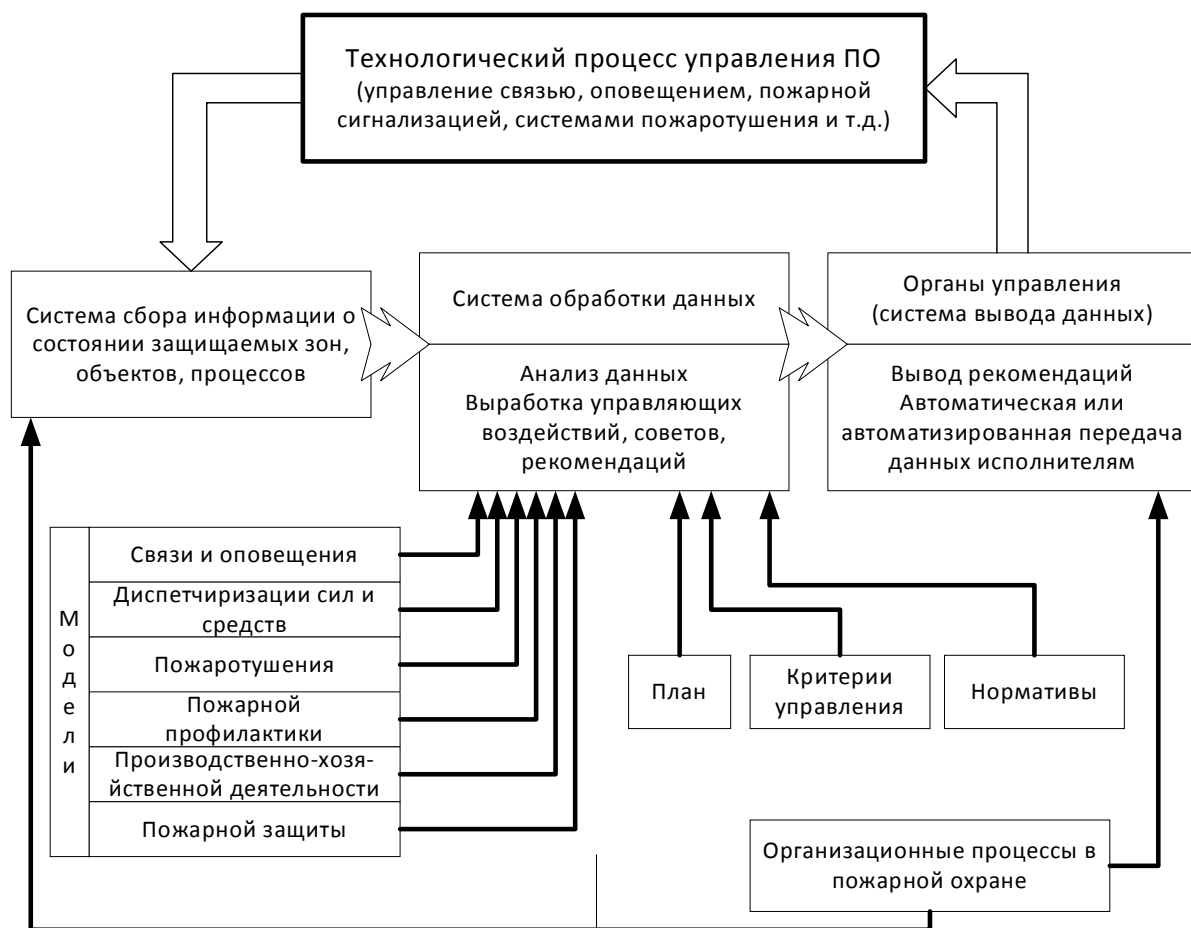 Технологический процесс управления ПО
(управление связью, оповещением, пожарной
сигнализацией, системами пожаротушения и т.д.)
Система сбора информации о
состоянии защищаемых зон,
объектов, процессов
Система обработки данных
Анализ данных
Выработка управляющих
воздействий, советов,
рекомендаций
Органы управления
(система вывода данных)
Вывод рекомендаций
Автоматическая или
автоматизированная передача
данных исполнителям
Модели
Связи и оповещения
Диспетчиризации сил и
средств
Пожаротушения
Пожарной
профилактики
Производственно-хозя-
йственной деятельности
Пожарной защиты
План
Критерии
управления
Нормативы
Организационные процессы в
пожарной охране